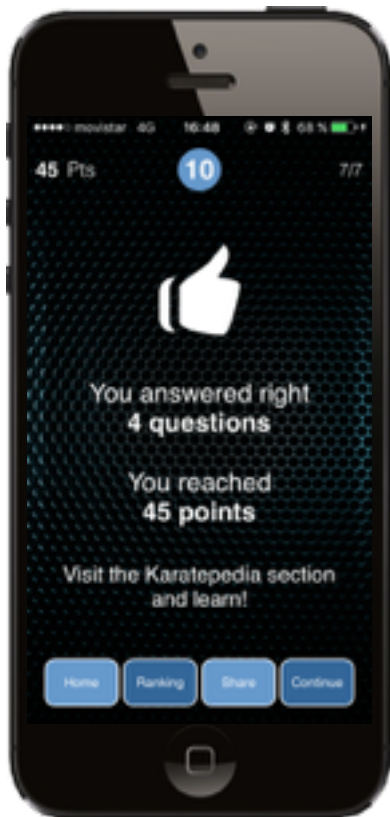 movistar 4G 16:48 68 %
45 Pts 10 7/7
You answered right
4 questions
You reached
45 points
Visit the Karatepedia section
and learn!
Home Ranking Share Continue